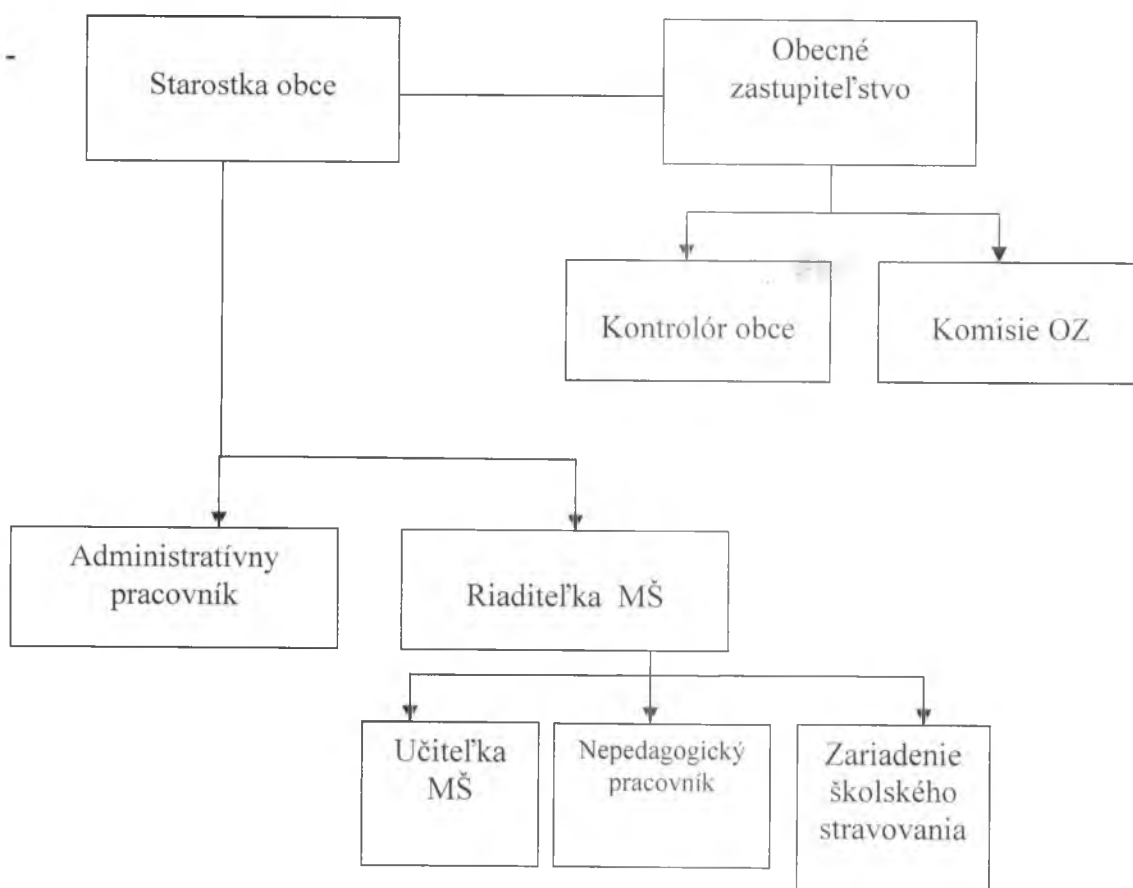 -
Starostka obce
Obecné
zastupiteľstvo
Kontrolór obce
Komisie OZ
Administratívny
pracovník
Riaditeľka MŠ
Učiteľka
MŠ
Nepedagogický
pracovník
Zariadenie
školského
stravovania